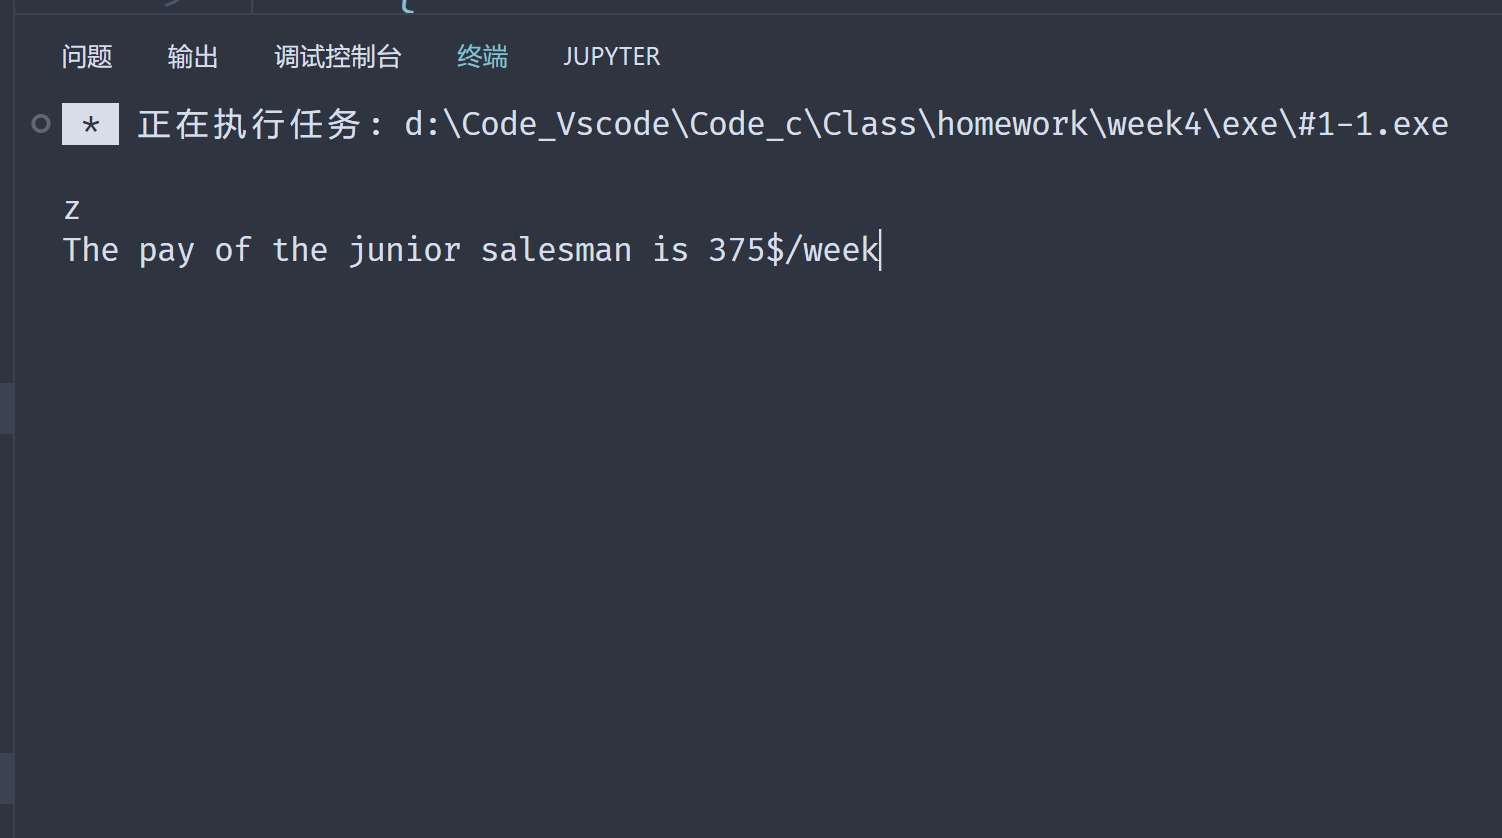 问题 输出 调试控制台 终端 JUPYTER
* 正在执行任务: d:\Code_Vscode\Code_c\Class\homework\week4\exe\#1-1.exe
z
The pay of the junior salesman is 375$/week